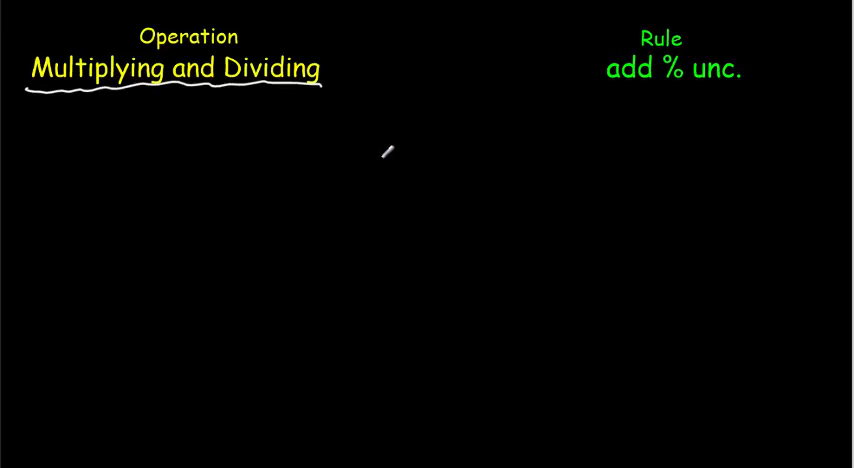 Operation
Multiplying and Dividing
Rule
add % unc.